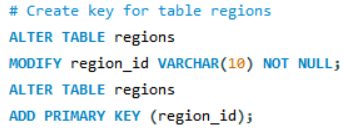 # Create key for table regions
ALTER TABLE regions
MODIFY region_id VARCHAR(10) NOT NULL;
ALTER TABLE regions
ADD PRIMARY KEY (region_id);